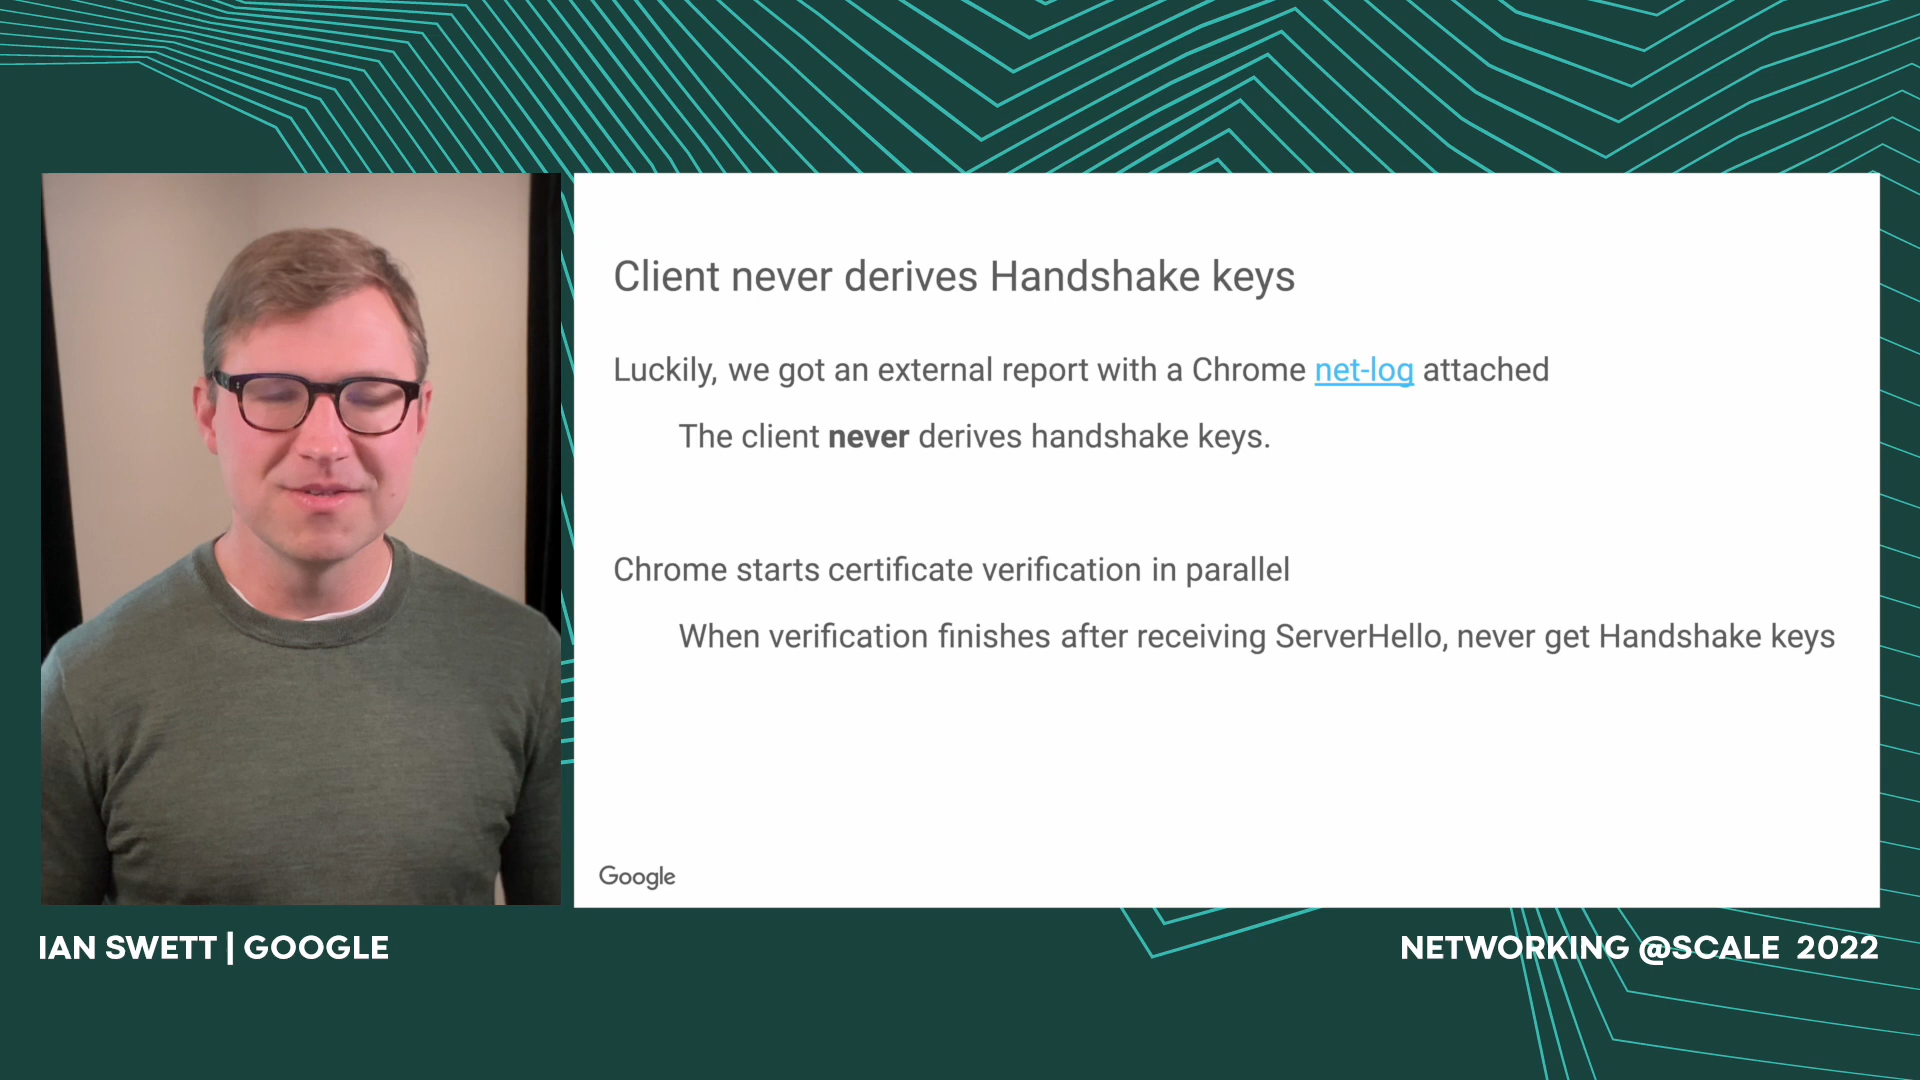 Client never derives Handshake keys
Luckily, we got an external report with a Chrome net-log attached
The client never derives handshake keys.
Chrome starts certificate verification in parallel
When verification finishes after receiving ServerHello, never get Handshake keys
Google
IAN SWETT | GOOGLE
NETWORKING @SCALE 2022